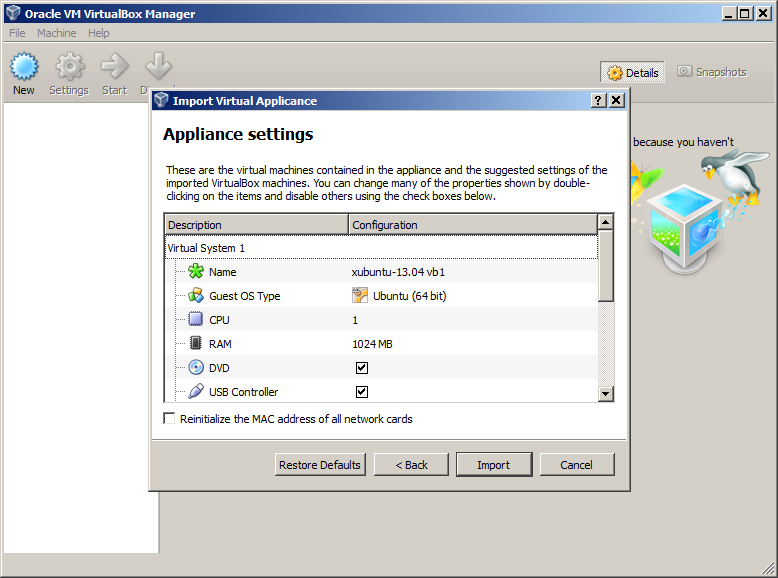 Oracle VM VirtualBox Manager
File Machine Help
New Settings Start
Details Snapshots
because you haven't
Import Virtual Applicance
Appliance settings
These are the virtual machines contained in the appliance and the suggested settings of the
imported VirtualBox machines. You can change many of the properties shown by double-
clicking on the items and disable others using the check boxes below.
Description Configuration
Virtual System 1
Name xubuntu-13.04 vb1
Guest OS Type Ubuntu (64 bit)
CPU 1
RAM 1024 MB
DVD
USB Controller
Reinitialize the MAC address of all network cards
Restore Defaults < Back Import Cancel